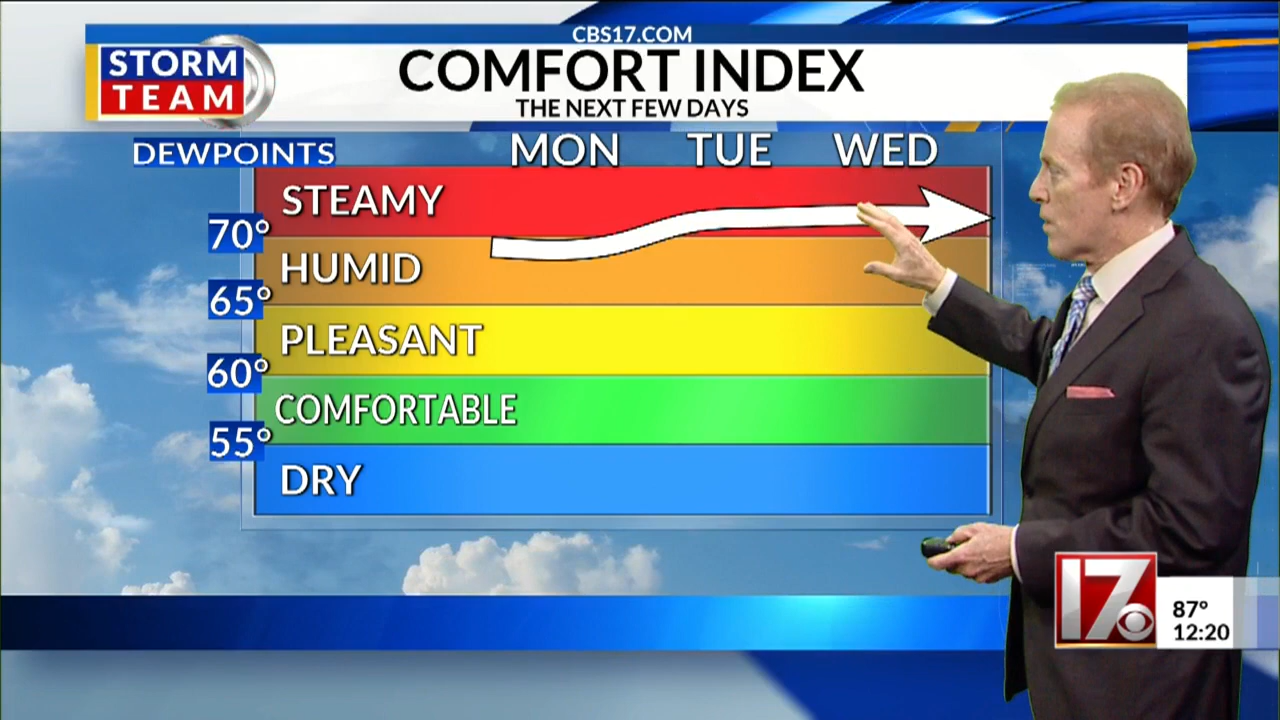 CBS17.COM
STORM
TEAM
COMFORT INDEX
THE NEXT FEW DAYS
DEWPOINTS
MON TUE WED
STEAMY
70°
HUMID
65°
PLEASANT
60°
COMFORTABLE
55°
DRY
17
87°
12:20